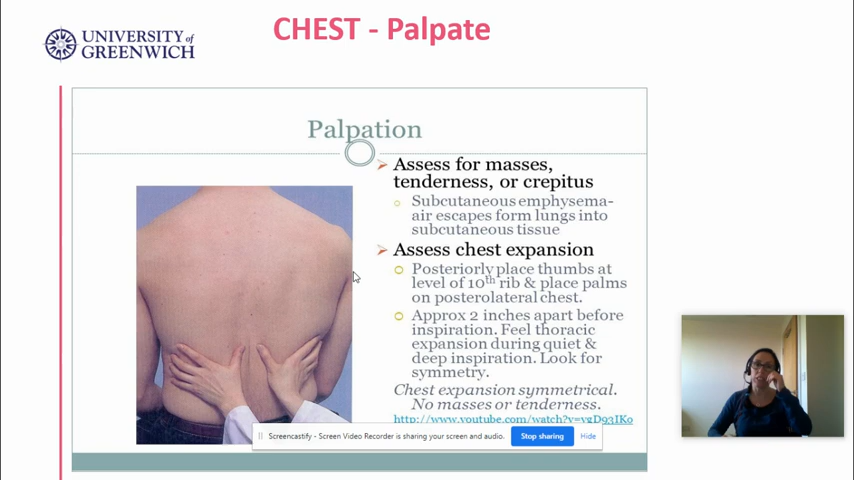 CHEST - Palpate
UNIVERSITY of
GREENWICH
Palpation
Assess for masses,
tenderness, or crepitus
Subcutaneous emphysema-
air escapes form lungs into
subcutaneous tissue
Assess chest expansion
Posteriorly place thumbs at
level of 10th rib & place palms
on posterolateral chest.
Approx 2 inches apart before
inspiration. Feel thoracic
expansion during quiet &
deep inspiration. Look for
symmetry.
Chest expansion symmetrical.
No masses or tenderness.
Screencastify - Screen Video Recorder is sharing your screen and audio.
Stop sharing
Hide